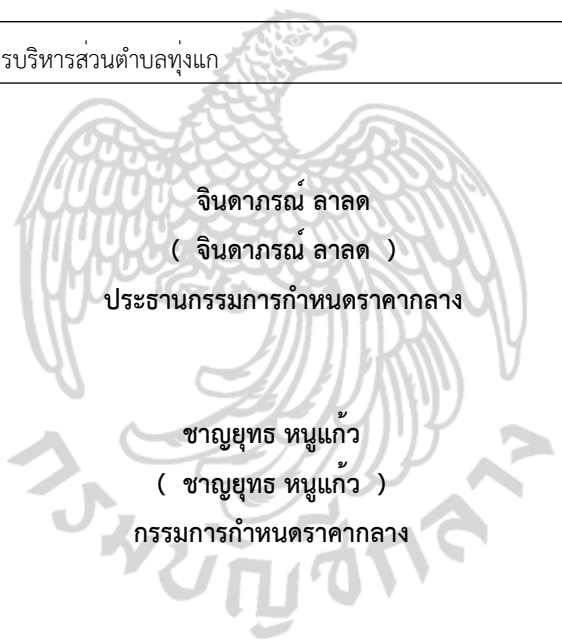 รบริหารส่วนตำบลทุ่งแก
จินดาภรณ์ ลาลด
( จินดาภรณ์ ลาลด )
ประธานกรรมการกำหนดราคากลาง
ชาญยุทธ หนูแก้ว
( ชาญยุทธ หนูแก้ว )
กรรมการกำหนดราคากลาง
กรมบัญชีกลาง